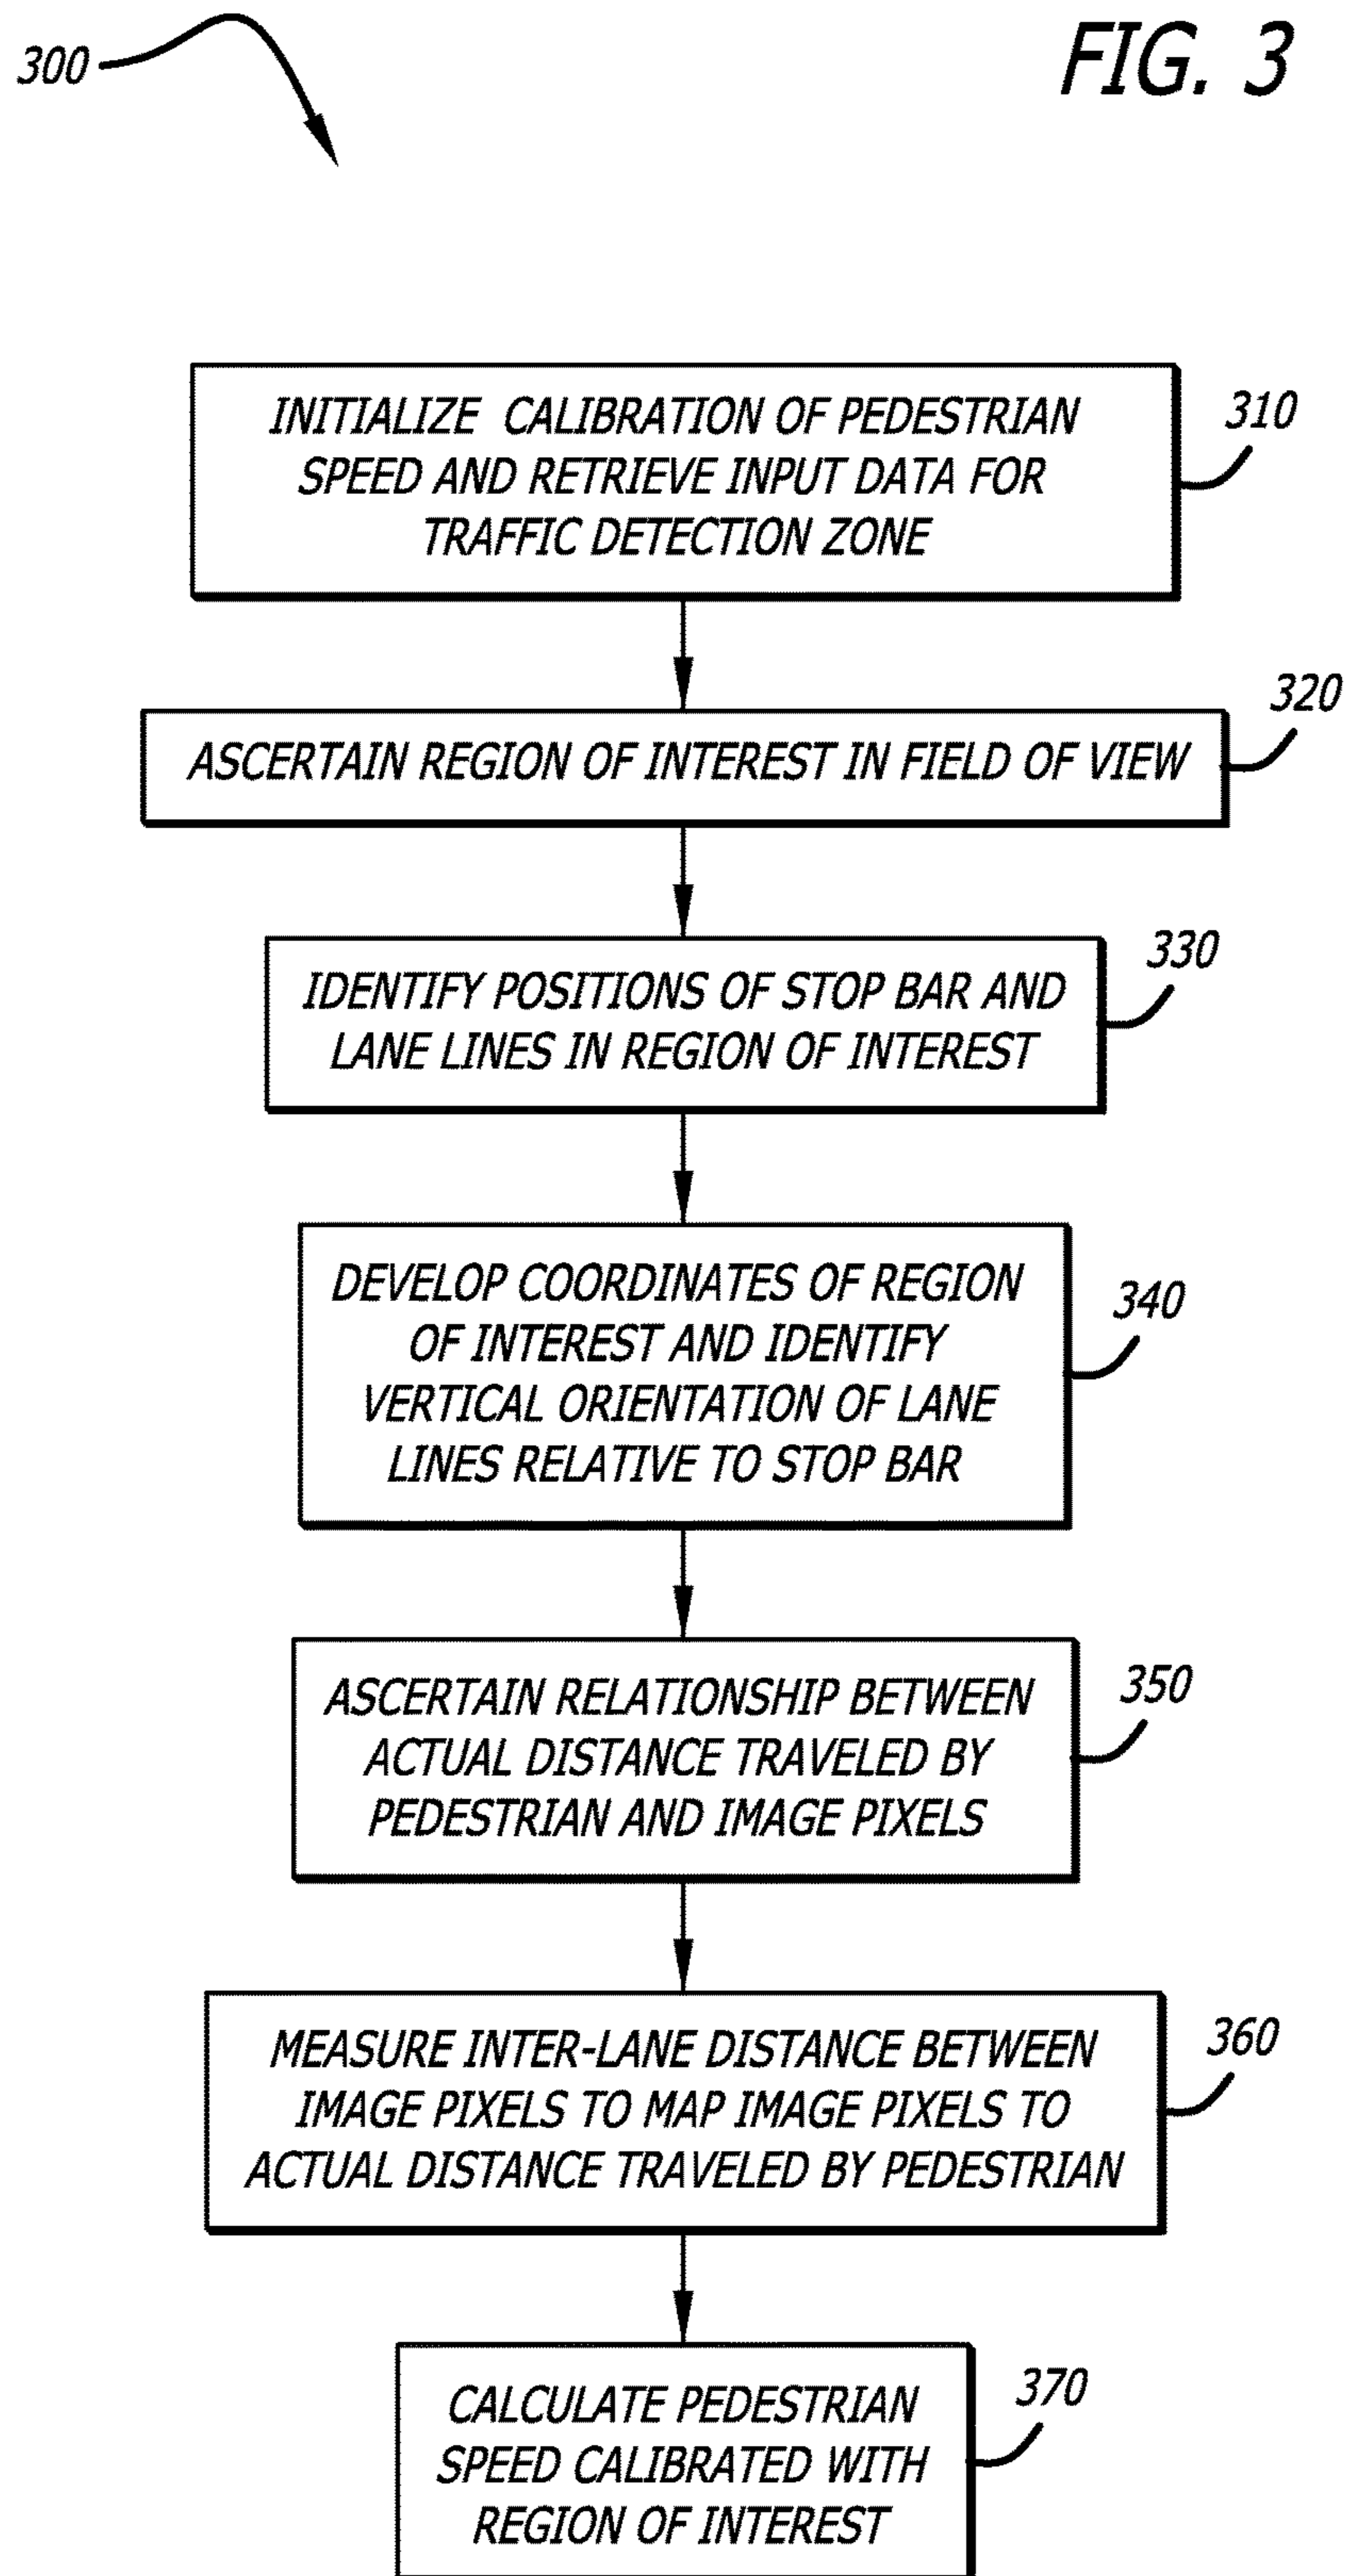 300
FIG. 3
INITIALIZE CALIBRATION OF PEDESTRIAN
SPEED AND RETRIEVE INPUT DATA FOR
TRAFFIC DETECTION ZONE
310
ASCERTAIN REGION OF INTEREST IN FIELD OF VIEW
320
IDENTIFY POSITIONS OF STOP BAR AND
LANE LINES IN REGION OF INTEREST
330
DEVELOP COORDINATES OF REGION
OF INTEREST AND IDENTIFY
VERTICAL ORIENTATION OF LANE
LINES RELATIVE TO STOP BAR
340
ASCERTAIN RELATIONSHIP BETWEEN
ACTUAL DISTANCE TRAVELED BY
PEDESTRIAN AND IMAGE PIXELS
350
MEASURE INTER-LANE DISTANCE BETWEEN
IMAGE PIXELS TO MAP IMAGE PIXELS TO
ACTUAL DISTANCE TRAVELED BY PEDESTRIAN
360
CALCULATE PEDESTRIAN
SPEED CALIBRATED WITH
REGION OF INTEREST
370